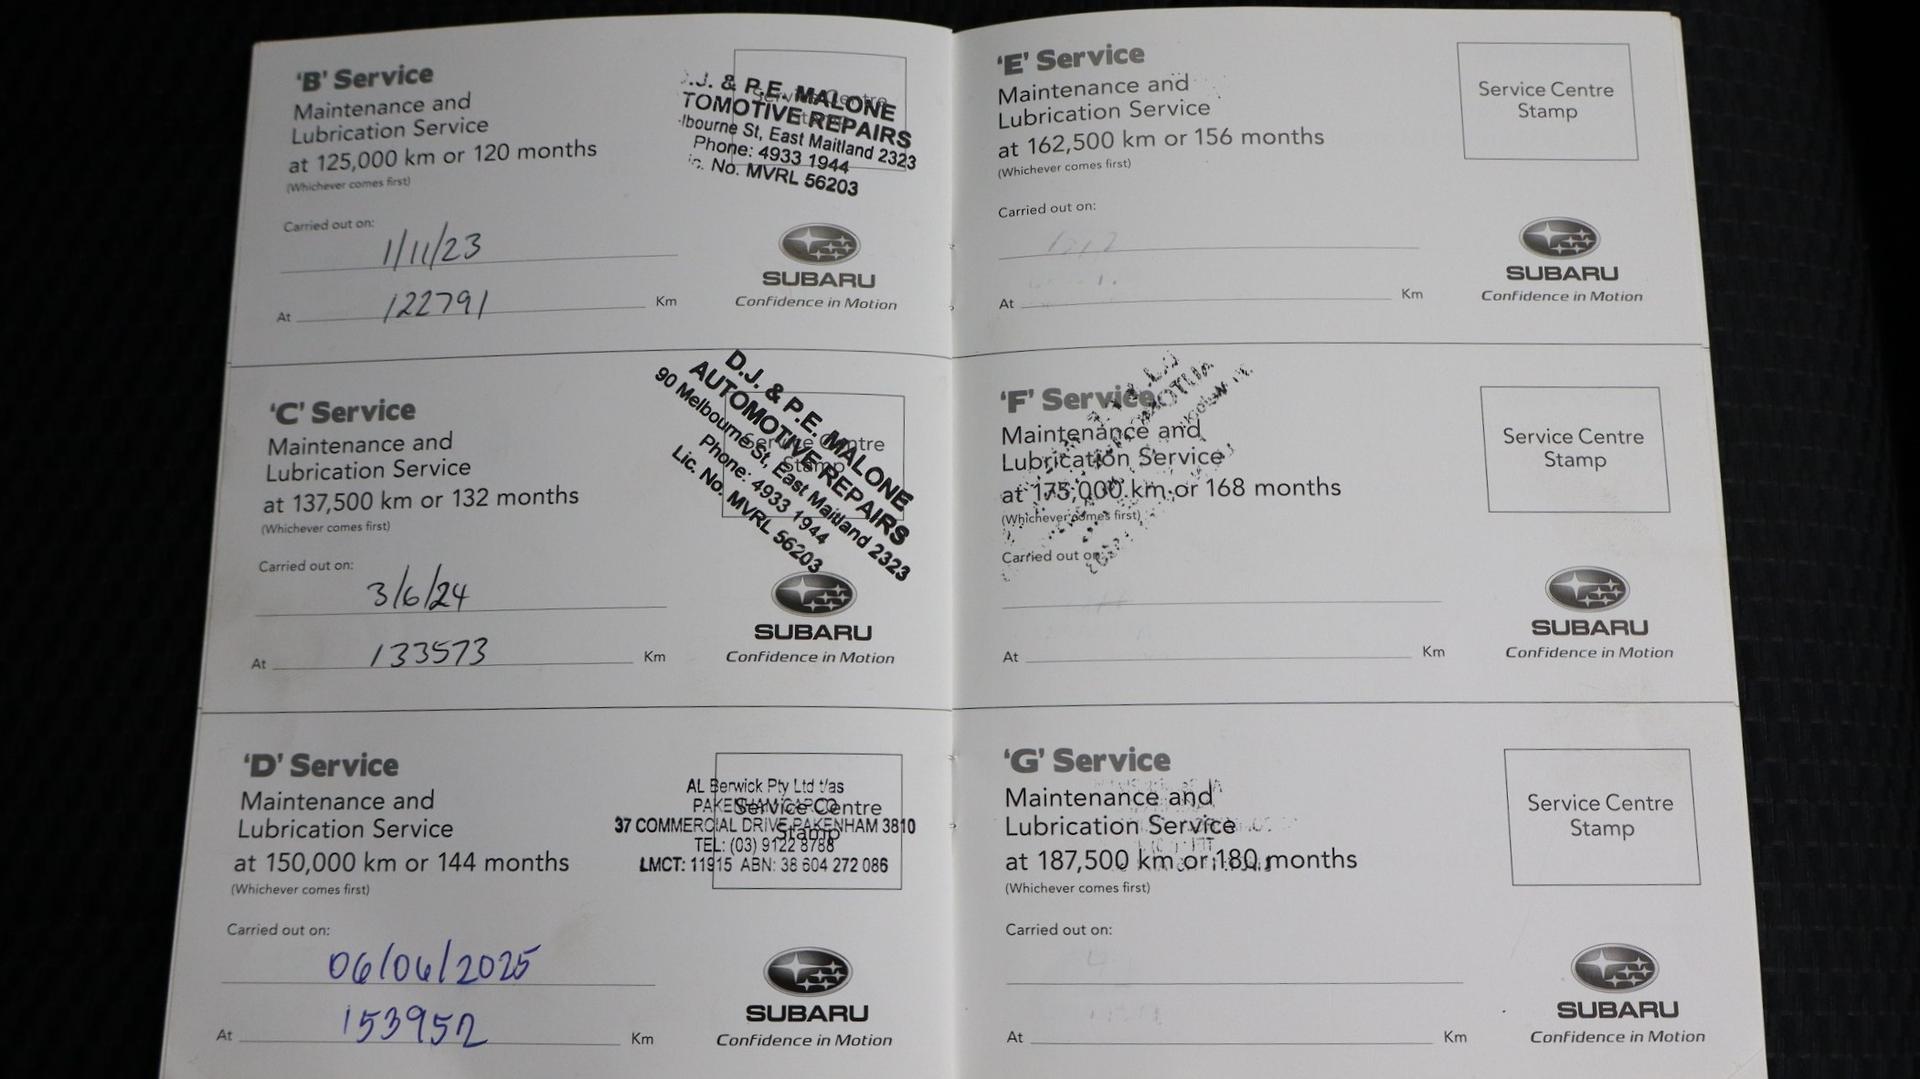 'B' Service
Maintenance and
Lubrication Service
at 125,000 km or 120 months
(Whichever comes first)
.J. & P.E. MALONE
TOMOTIVE REPAIRS
lbourne St, East Maitland 2323
Phone: 4933 1944
No. MVRL 56203
Service Centre
Carried out on:
1/11/23
At 122791 Km
SUBARU
Confidence in Motion
'C' Service
Maintenance and
Lubrication Service
at 137,500 km or 132 months
(Whichever comes first)
D.J. & P.E. MALONE
AUTOMOTIVE REPAIRS
90 Melbourne St, East Maitland 2323
Phone: 4933 1944
Lic. No. MVRL 56203
Service Centre
Stamp
Carried out on:
3/6/24
At 133573 Km
SUBARU
Confidence in Motion
'D' Service
Maintenance and
Lubrication Service
at 150,000 km or 144 months
(Whichever comes first)
AL Berwick Pty Ltd t/as
PAKENHAM CARCO
37 COMMERCIAL DRIVE PAKENHAM 3810
TEL: (03) 9122 8788
LMCT: 11915 ABN: 38 604 272 086
Service Centre
Stamp
Carried out on:
06/06/2025
At 153952 Km
SUBARU
Confidence in Motion
'E' Service
Maintenance and
Lubrication Service
at 162,500 km or 156 months
(Whichever comes first)
Service Centre
Stamp
Carried out on:
At Km
SUBARU
Confidence in Motion
'F' Service
Maintenance and
Lubrication Service
at 175,000 km or 168 months
(Whichever comes first)
Service Centre
Stamp
Carried out on:
At Km
SUBARU
Confidence in Motion
'G' Service
Maintenance and
Lubrication Service
at 187,500 km or 180 months
(Whichever comes first)
Service Centre
Stamp
Carried out on:
At Km
SUBARU
Confidence in Motion